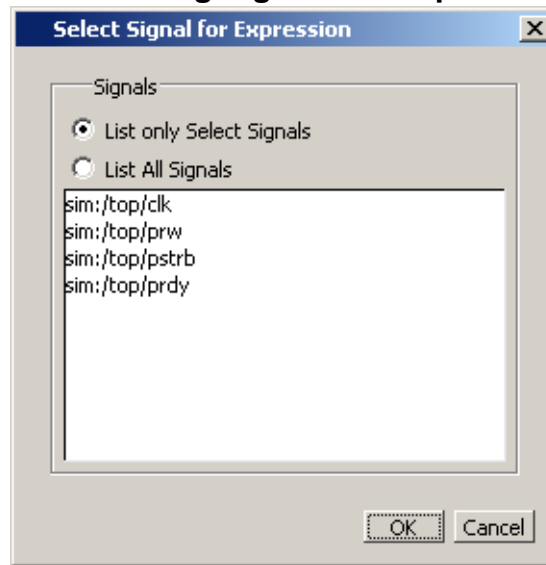 Select Signal for Expression
Signals
List only Select Signals
List All Signals
sim:/top/clk
sim:/top/prw
sim:/top/pstrb
sim:/top/prdy
OK Cancel